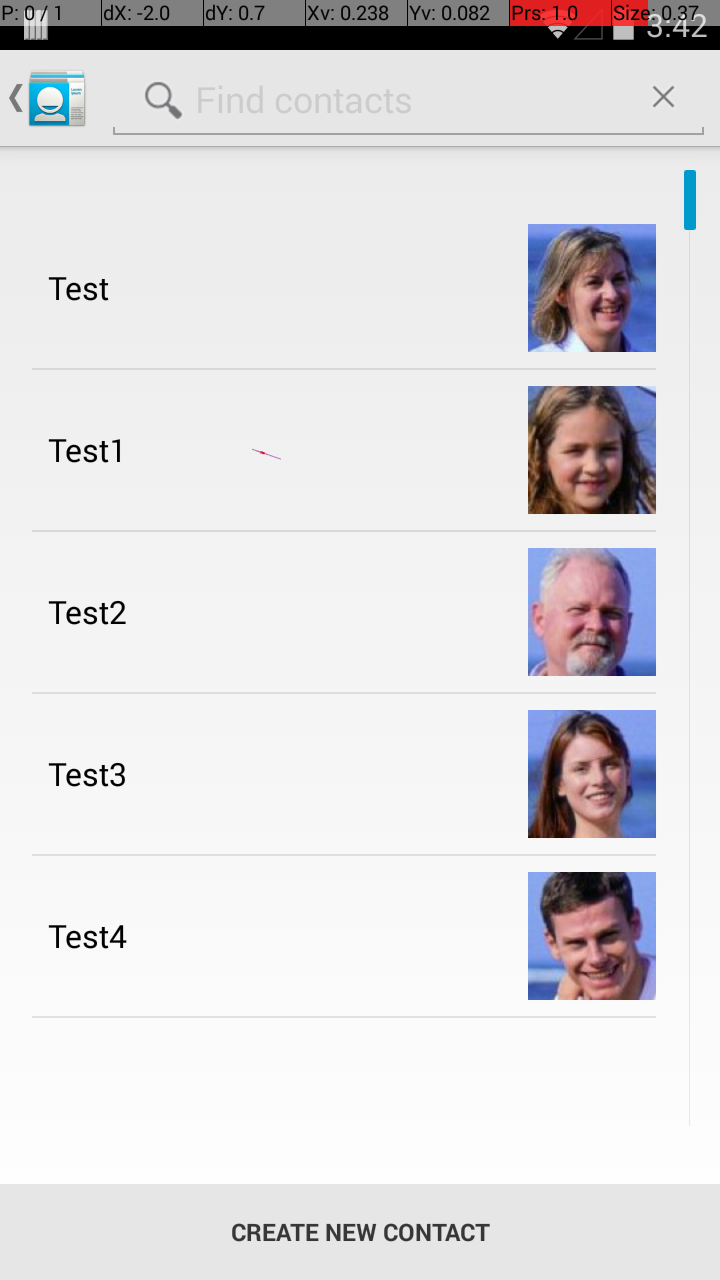 P: 0 / 1 dX: -2.0 dY: 0.7 Xv: 0.238 Yv: 0.082 Prs: 1.0 Size: 0.37
3:42
Find contacts
Test
Test1
Test2
Test3
Test4
CREATE NEW CONTACT